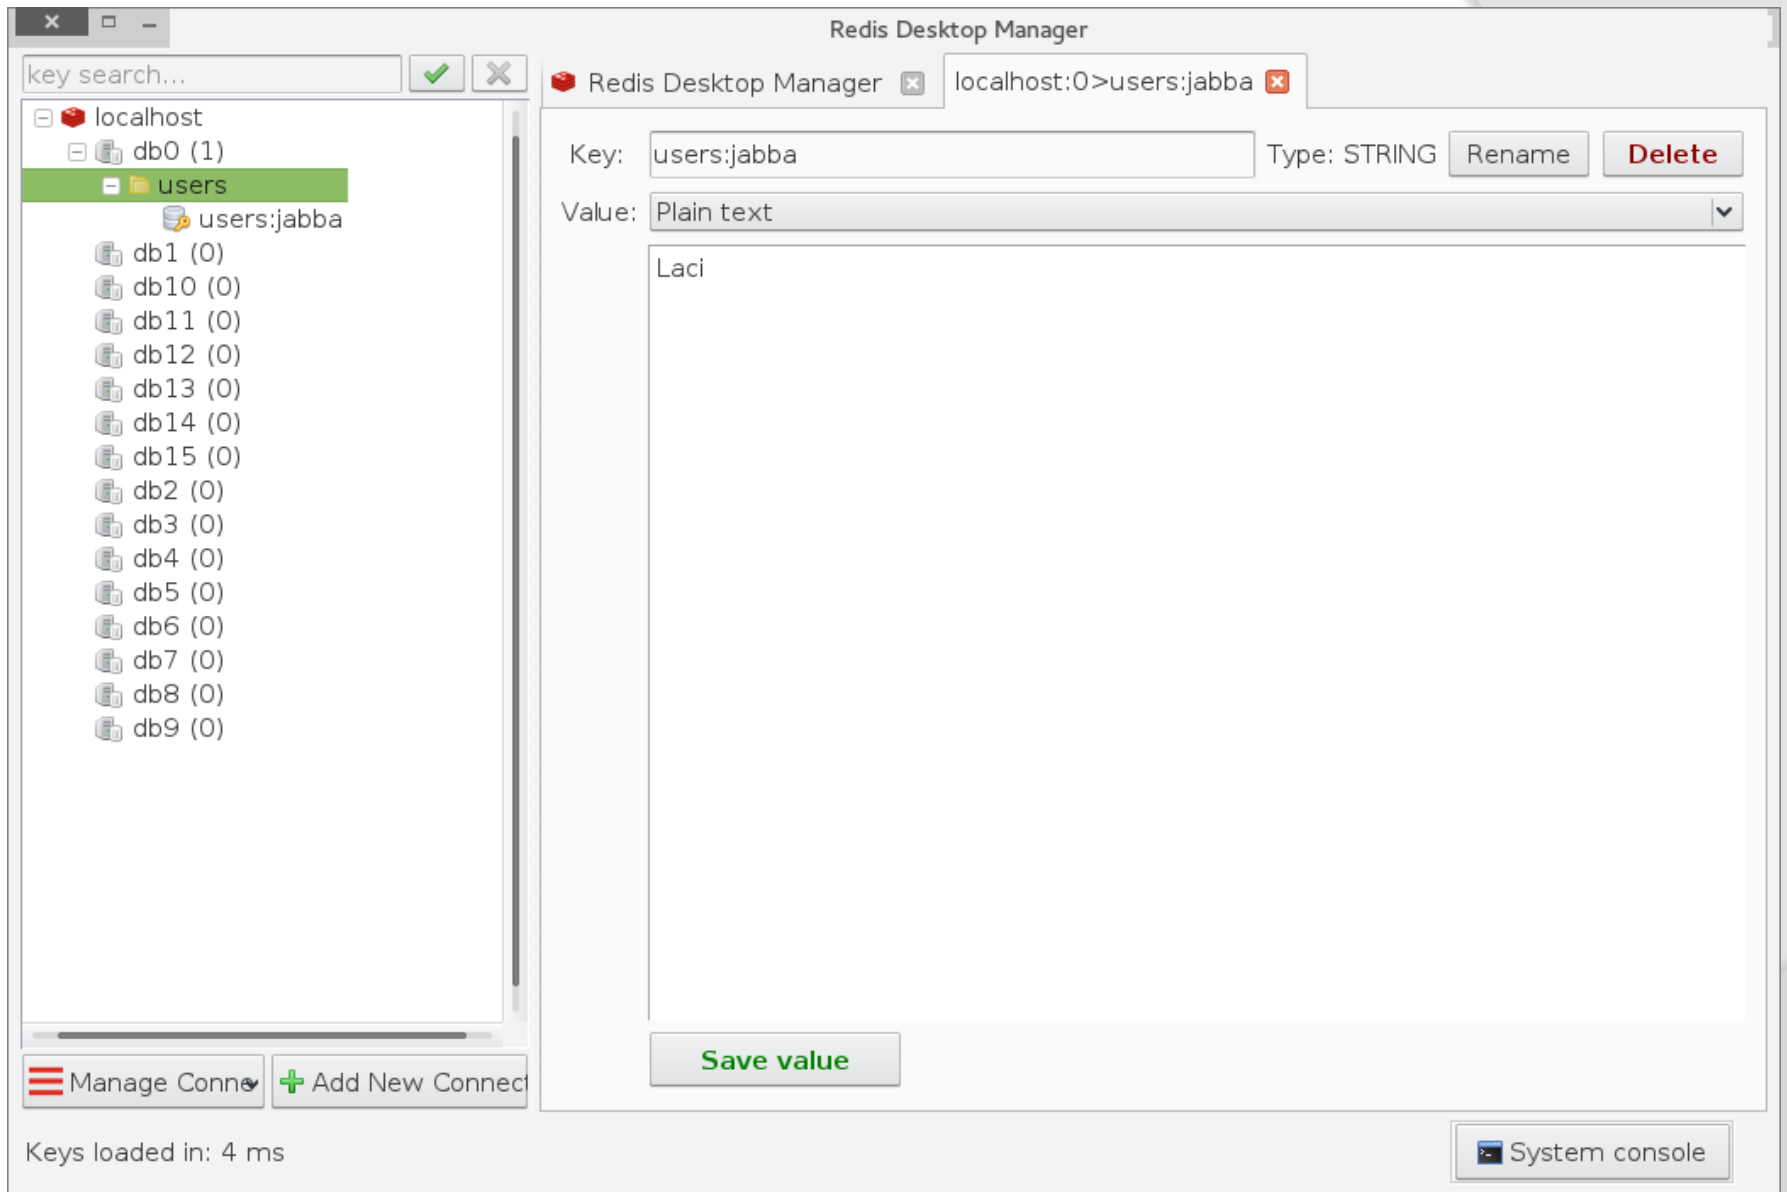 Redis Desktop Manager
key search...
localhost
db0 (1)
users
users:jabba
db1 (0)
db10 (0)
db11 (0)
db12 (0)
db13 (0)
db14 (0)
db15 (0)
db2 (0)
db3 (0)
db4 (0)
db5 (0)
db6 (0)
db7 (0)
db8 (0)
db9 (0)
Manage Conne
Add New Connect
Redis Desktop Manager
localhost:0>users:jabba
Key: users:jabba Type: STRING Rename Delete
Value: Plain text
Laci
Save value
Keys loaded in: 4 ms
System console